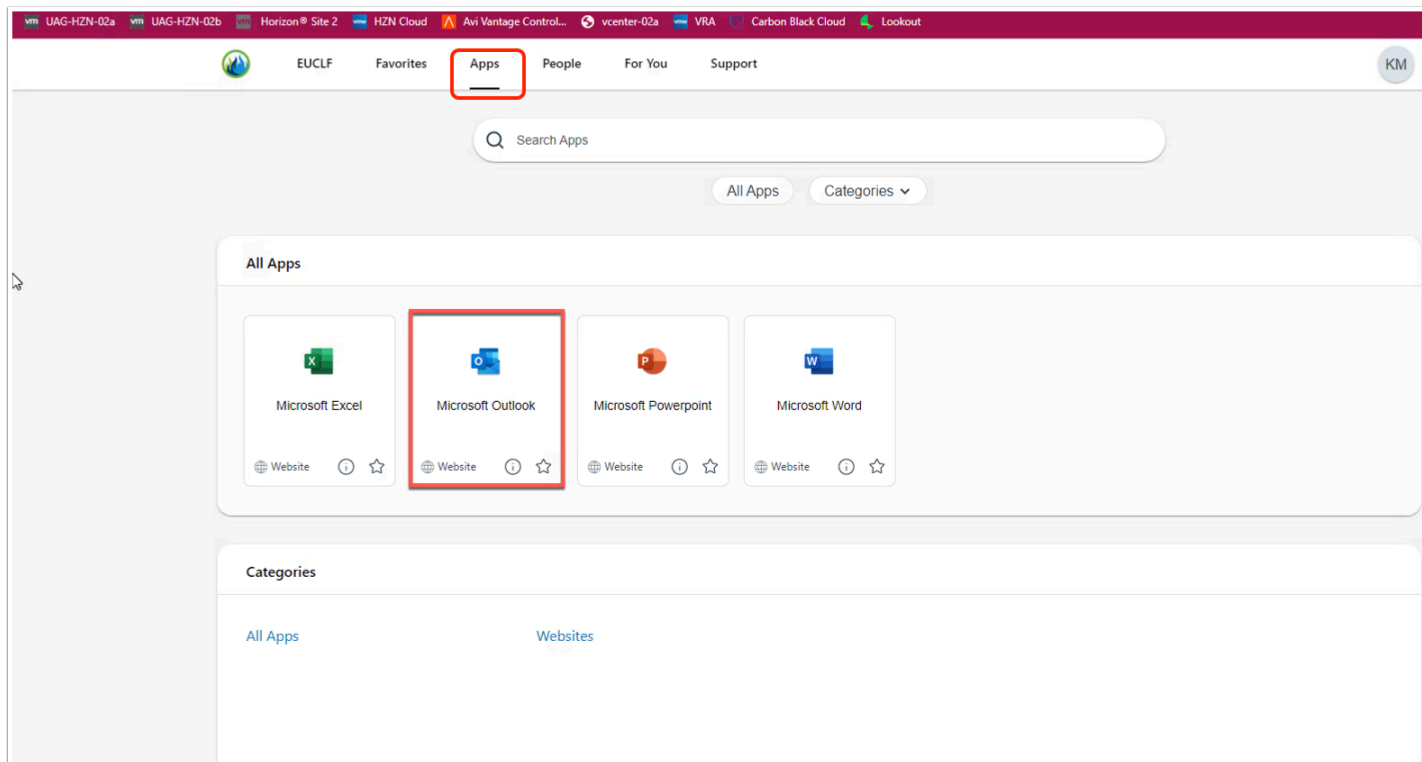 UAG-HZN-02a UAG-HZN-02b Horizon® Site 2 HZN Cloud Avi Vantage Control... vcenter-02a VRA Carbon Black Cloud Lookout
EUCLF Favorites Apps People For You Support KM
Search Apps
All Apps Categories
All Apps
Microsoft Excel Microsoft Outlook Microsoft Powerpoint Microsoft Word
Website Website Website Website
Categories
All Apps Websites